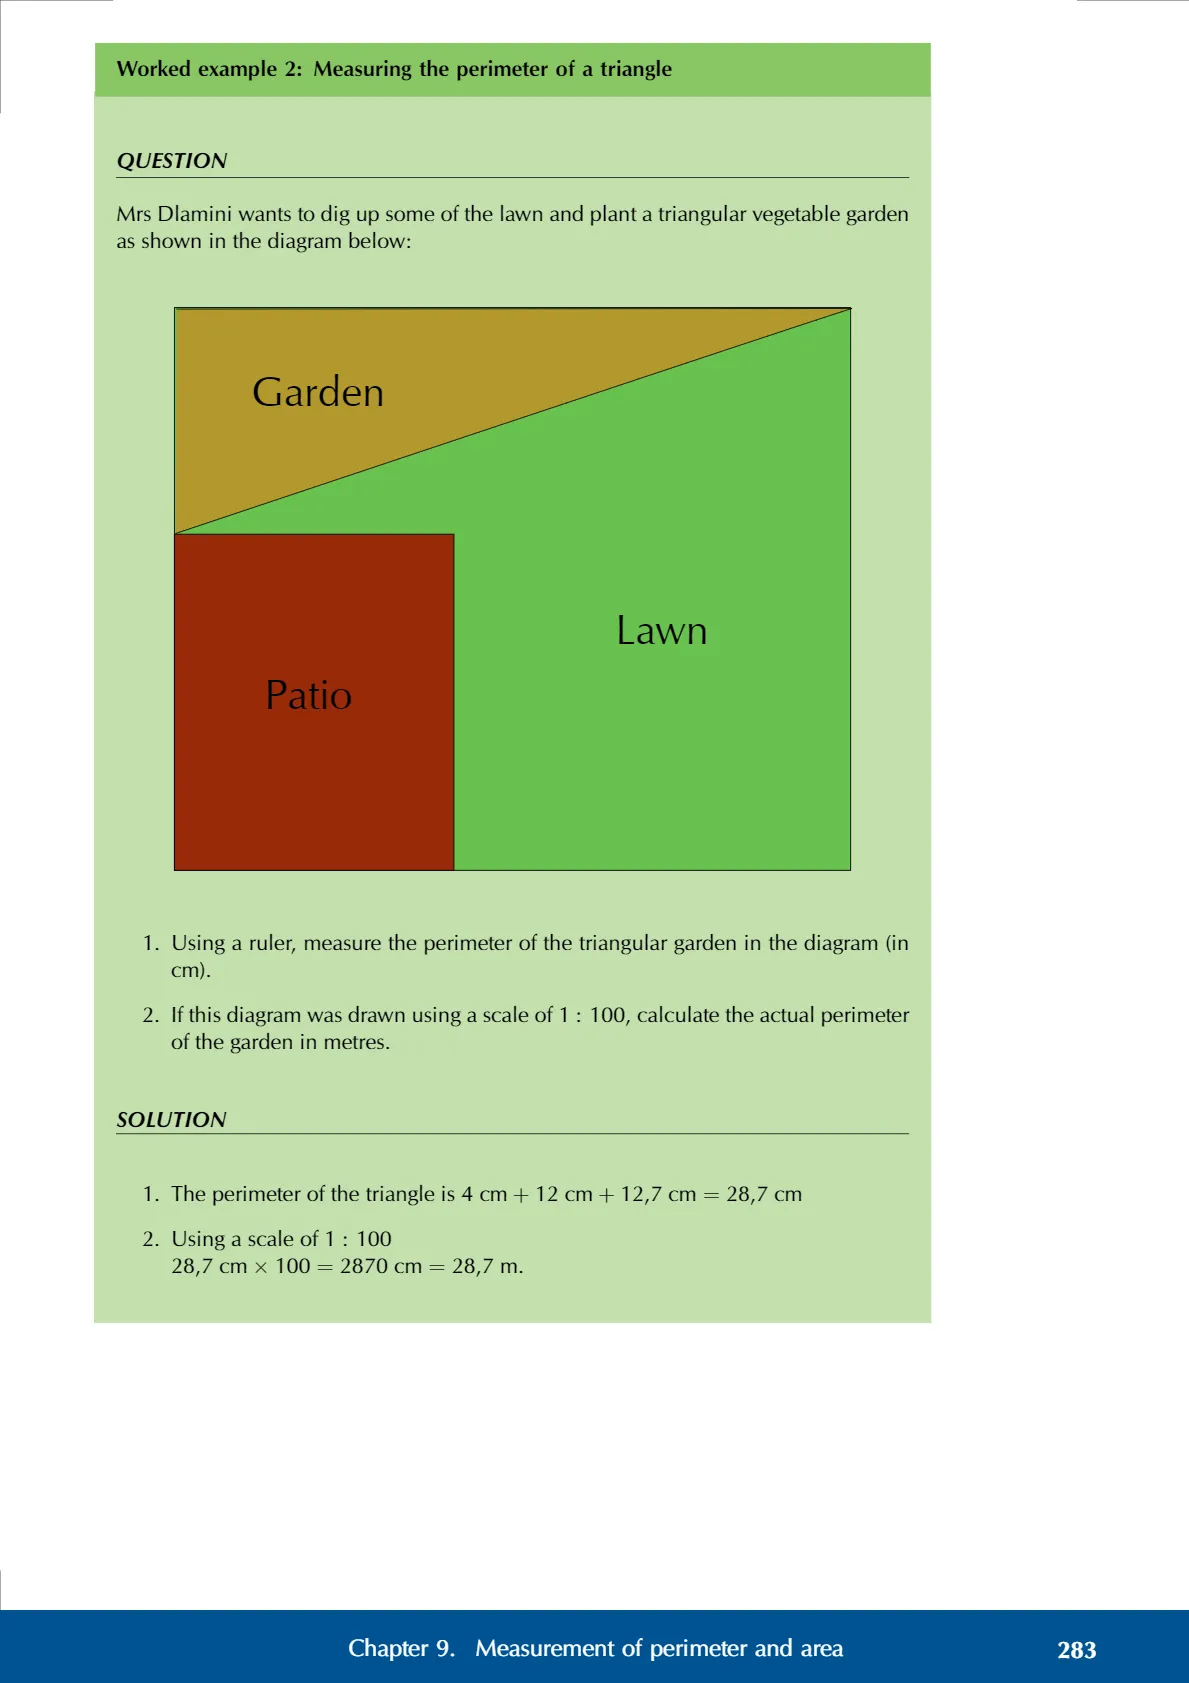 Worked example 2: Measuring the perimeter of a triangle
QUESTION
Mrs Dlamini wants to dig up some of the lawn and plant a triangular vegetable garden
as shown in the diagram below:
Garden
Lawn
Patio
1. Using a ruler, measure the perimeter of the triangular garden in the diagram (in
cm).
2. If this diagram was drawn using a scale of 1 : 100, calculate the actual perimeter
of the garden in metres.
SOLUTION
1. The perimeter of the triangle is 4 cm + 12 cm + 12,7 cm = 28,7 cm
2. Using a scale of 1 : 100
28,7 cm × 100 = 2870 cm = 28,7 m.
Chapter 9. Measurement of perimeter and area 283